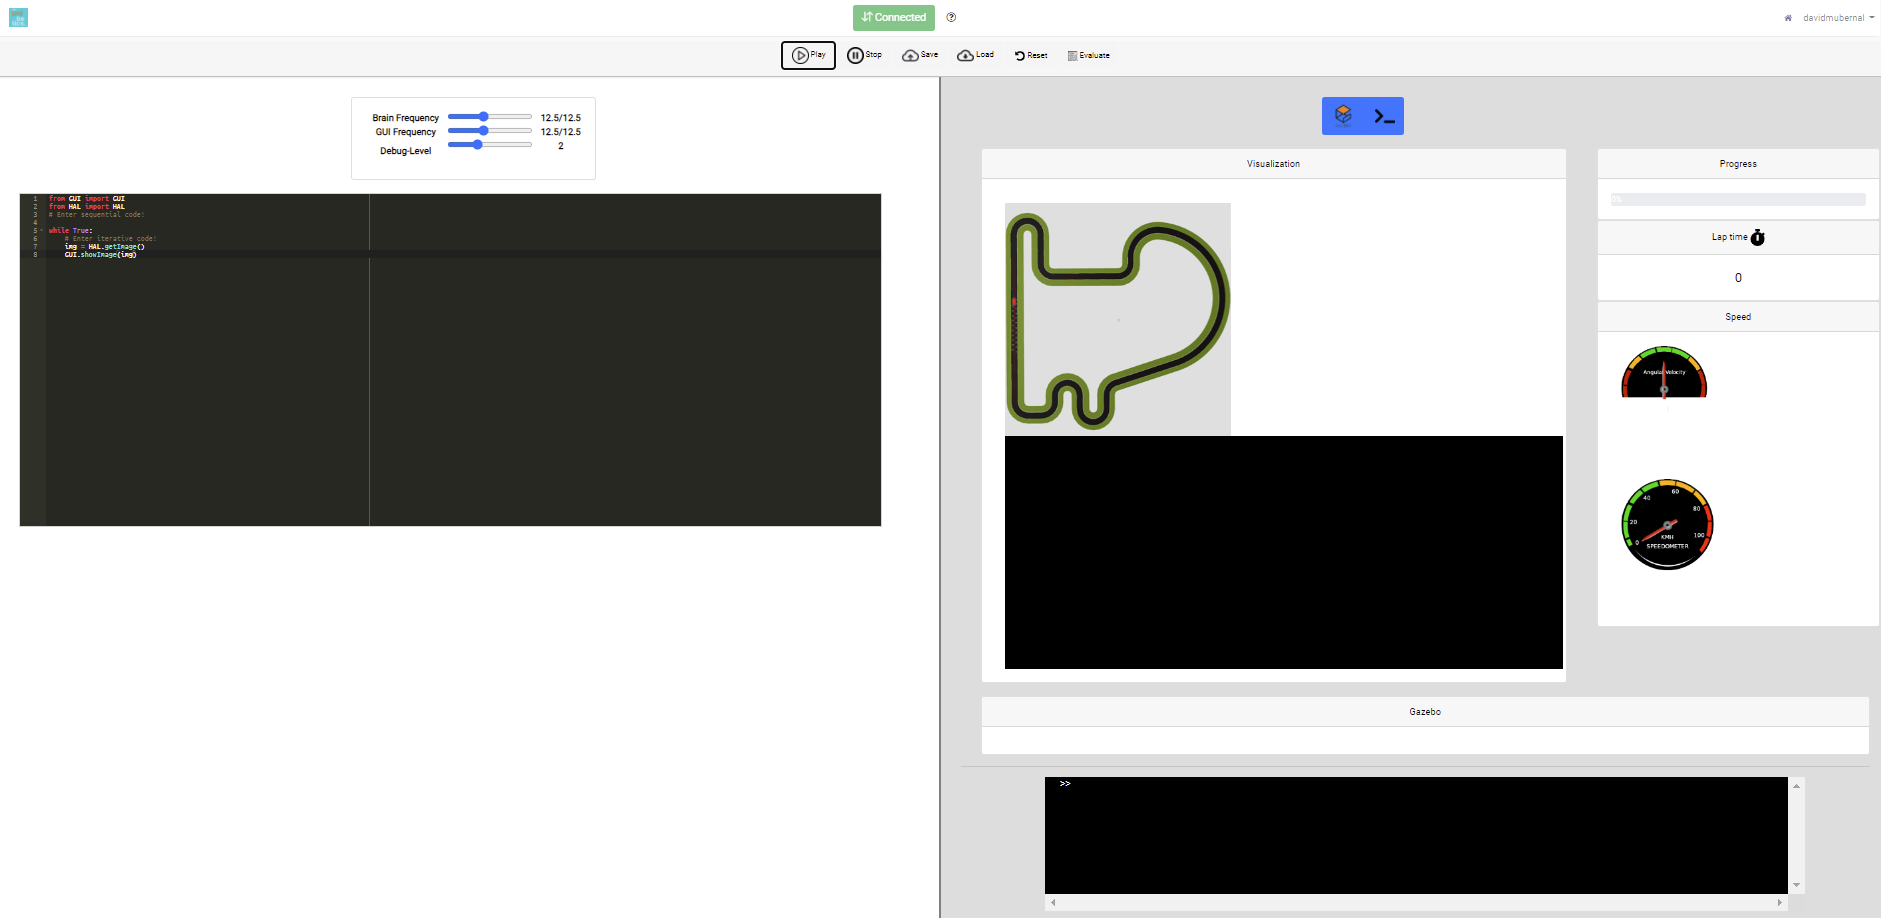 Connected
davidmubernal
Play Stop Save Load Reset Evaluate
Brain Frequency 12.5/12.5
GUI Frequency 12.5/12.5
Debug-Level 2
1 from GUI import GUI
2 from HAL import HAL
3 # Enter sequential code!
4
5 while True:
6 # Enter iterative code!
7 img = HAL.getImage()
8 GUI.showImage(img)
Visualization
Progress
0%
Lap time
0
Speed
Angular Velocity
0 20 40 60 80 100
KMH
SPEEDOMETER
Gazebo
>>